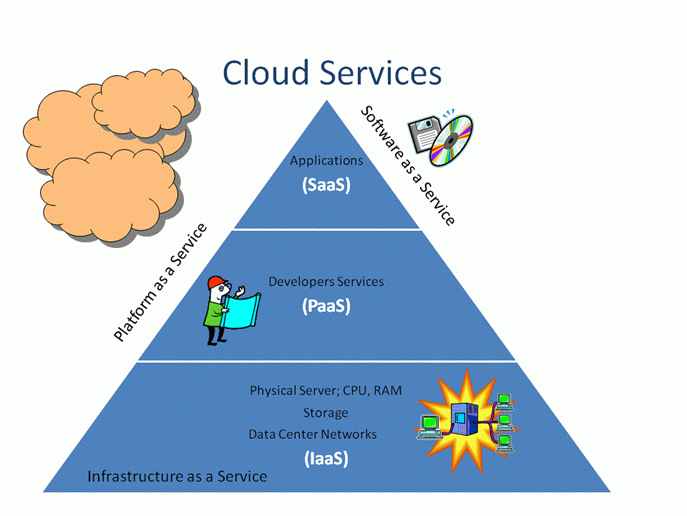 Cloud Services
Software as a Service
Applications
(SaaS)
Platform as a Service
Developers Services
(PaaS)
Physical Server; CPU, RAM
Storage
Data Center Networks
(IaaS)
Infrastructure as a Service